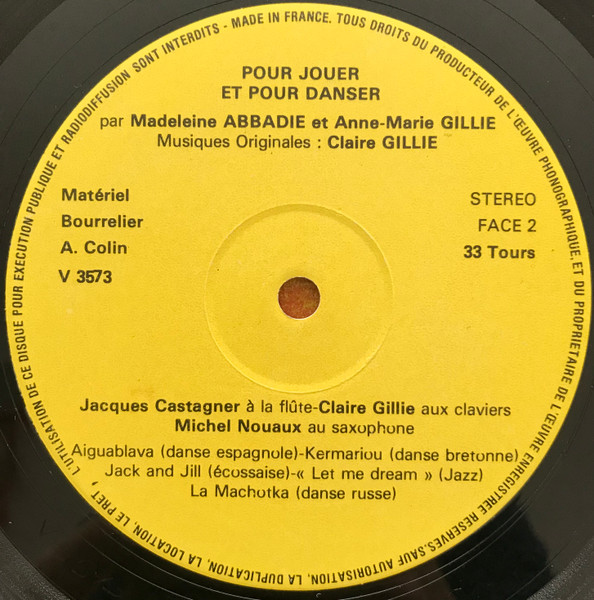 MADE IN FRANCE. TOUS DROITS DU PRODUCTEUR DE L'ŒUVRE PHONOGRAPHIQUE, ET DU PROPRIETAIRE DE L'ŒUVRE ENREGISTREE RESERVES. SAUF AUTORISATION, LA DUPLICATION, LA LOCATION, LE PRET, L'UTILISATION DE CE DISQUE POUR EXECUTION PUBLIQUE ET RADIODIFFUSION SONT INTERDITS -
POUR JOUER
ET POUR DANSER
par Madeleine ABBADIE et Anne-Marie GILLIE
Musiques Originales : Claire GILLIE
Matériel
Bourrelier
A. Colin
V 3573
STEREO
FACE 2
33 Tours
Jacques Castagner à la flûte-Claire Gillie aux claviers
Michel Nouaux au saxophone
Aiguablava (danse espagnole)-Kermariou (danse bretonne)
Jack and Jill (écossaise)-« Let me dream » (Jazz)
La Machotka (danse russe)